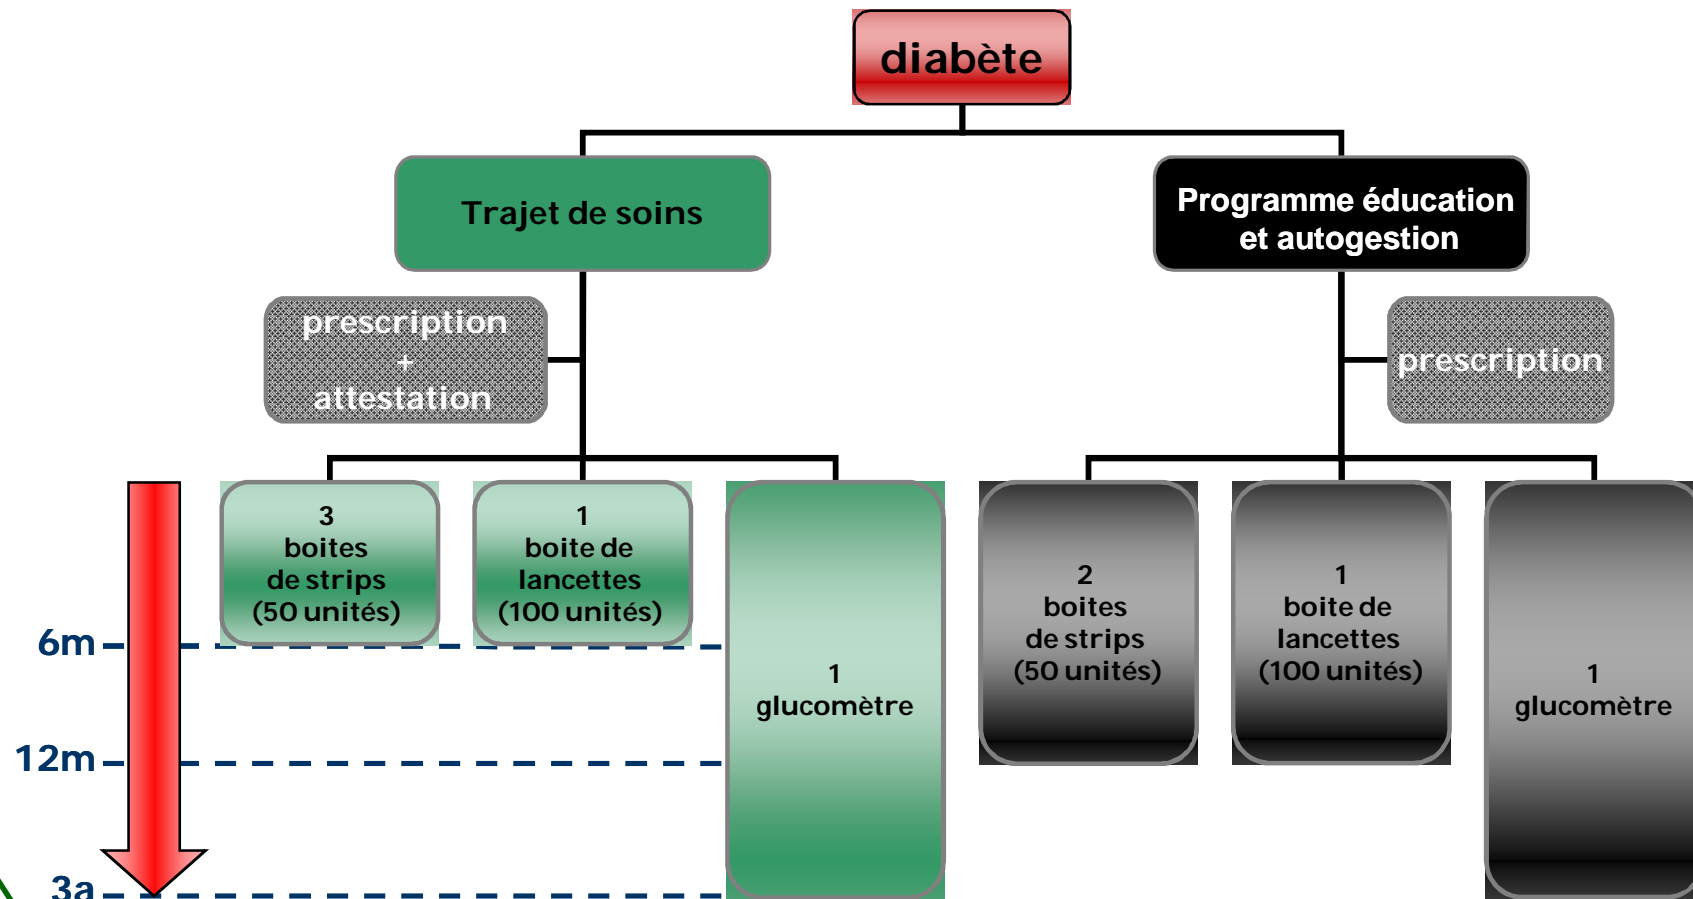 diabète
Trajet de soins
Programme éducation
et autogestion
prescription
+
attestation
prescription
3
boites
de strips
(50 unités)
1
boite de
lancettes
(100 unités)
1
glucomètre
2
boites
de strips
(50 unités)
1
boite de
lancettes
(100 unités)
1
glucomètre
6m
12m
3a